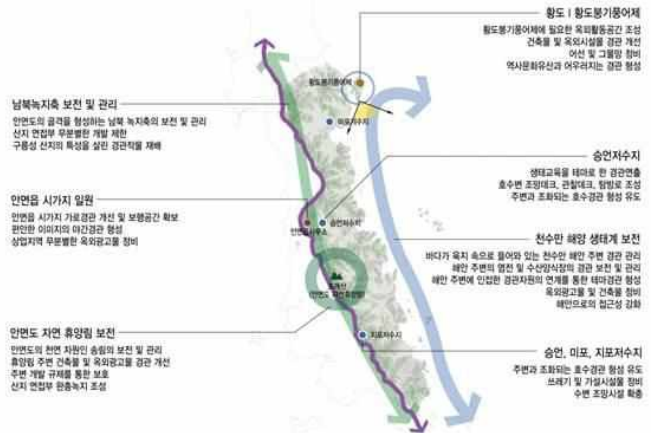 황도 | 황도붕기풍어제
황도붕기풍어제에 필요한 옥외활동공간 조성
건축물 및 옥외시설물 경관 개선
어선 및 그물망 정비
역사문화유산과 어우러지는 경관 형성
황도붕기풍어제
남북녹지축 보전 및 관리
안면도의 골격을 형성하는 남북 녹지축의 보전 및 관리
산지 면접부 무분별한 개발 제한
구릉성 산지의 특성을 살린 경관작물 재배
미포저수지
승언저수지
생태교육을 테마로 한 경관연출
호수변 조망데크, 관찰데크, 탐방로 조성
주변과 조화되는 호수경관 형성 유도
안면읍 시가지 일원
안면읍 시가지 가로경관 개선 및 보행공간 확보
편안한 이미지의 야간경관 형성
상업지역 무분별한 옥외광고물 정비
승언저수지
안면읍사무소
천수만 해양 생태계 보전
바다가 육지 속으로 들어와 있는 천수만 해안 주변 경관 관리
해안 주변의 염전 및 수산양식장의 경관 보전 및 관리
해안 주변에 인접한 경관자원의 연계를 통한 테마경관 형성
옥외광고물 및 건축물 정비
해안으로의 접근성 강화
(안면도 자연휴양림)
안면도 자연 휴양림 보전
안면도의 천연 자원인 송림의 보전 및 관리
휴양림 주변 건축물 및 옥외광고물 경관 개선
주변 개발 규제를 통한 보호
산지 면접부 완충녹지 조성
지포저수지
승언, 미포, 지포저수지
주변과 조화되는 호수경관 형성 유도
쓰레기 및 가설시설물 정비
수변 조망시설 확충